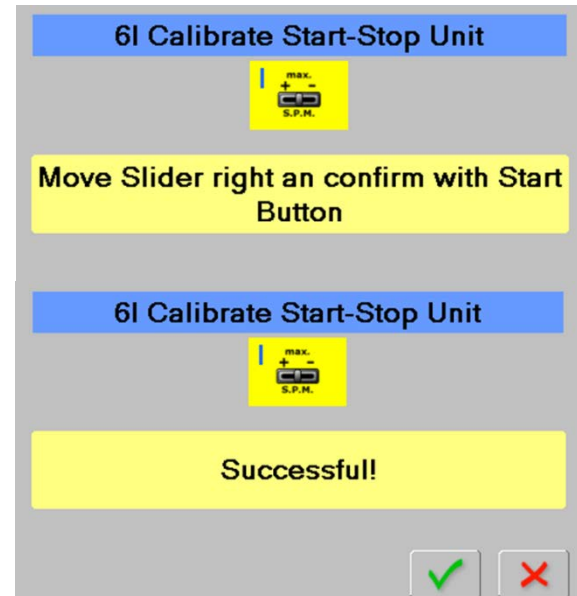 6I Calibrate Start-Stop Unit
max.
+ -
S.P.M.
Move Slider right an confirm with Start
Button
6I Calibrate Start-Stop Unit
max.
+ -
S.P.M.
Successful!